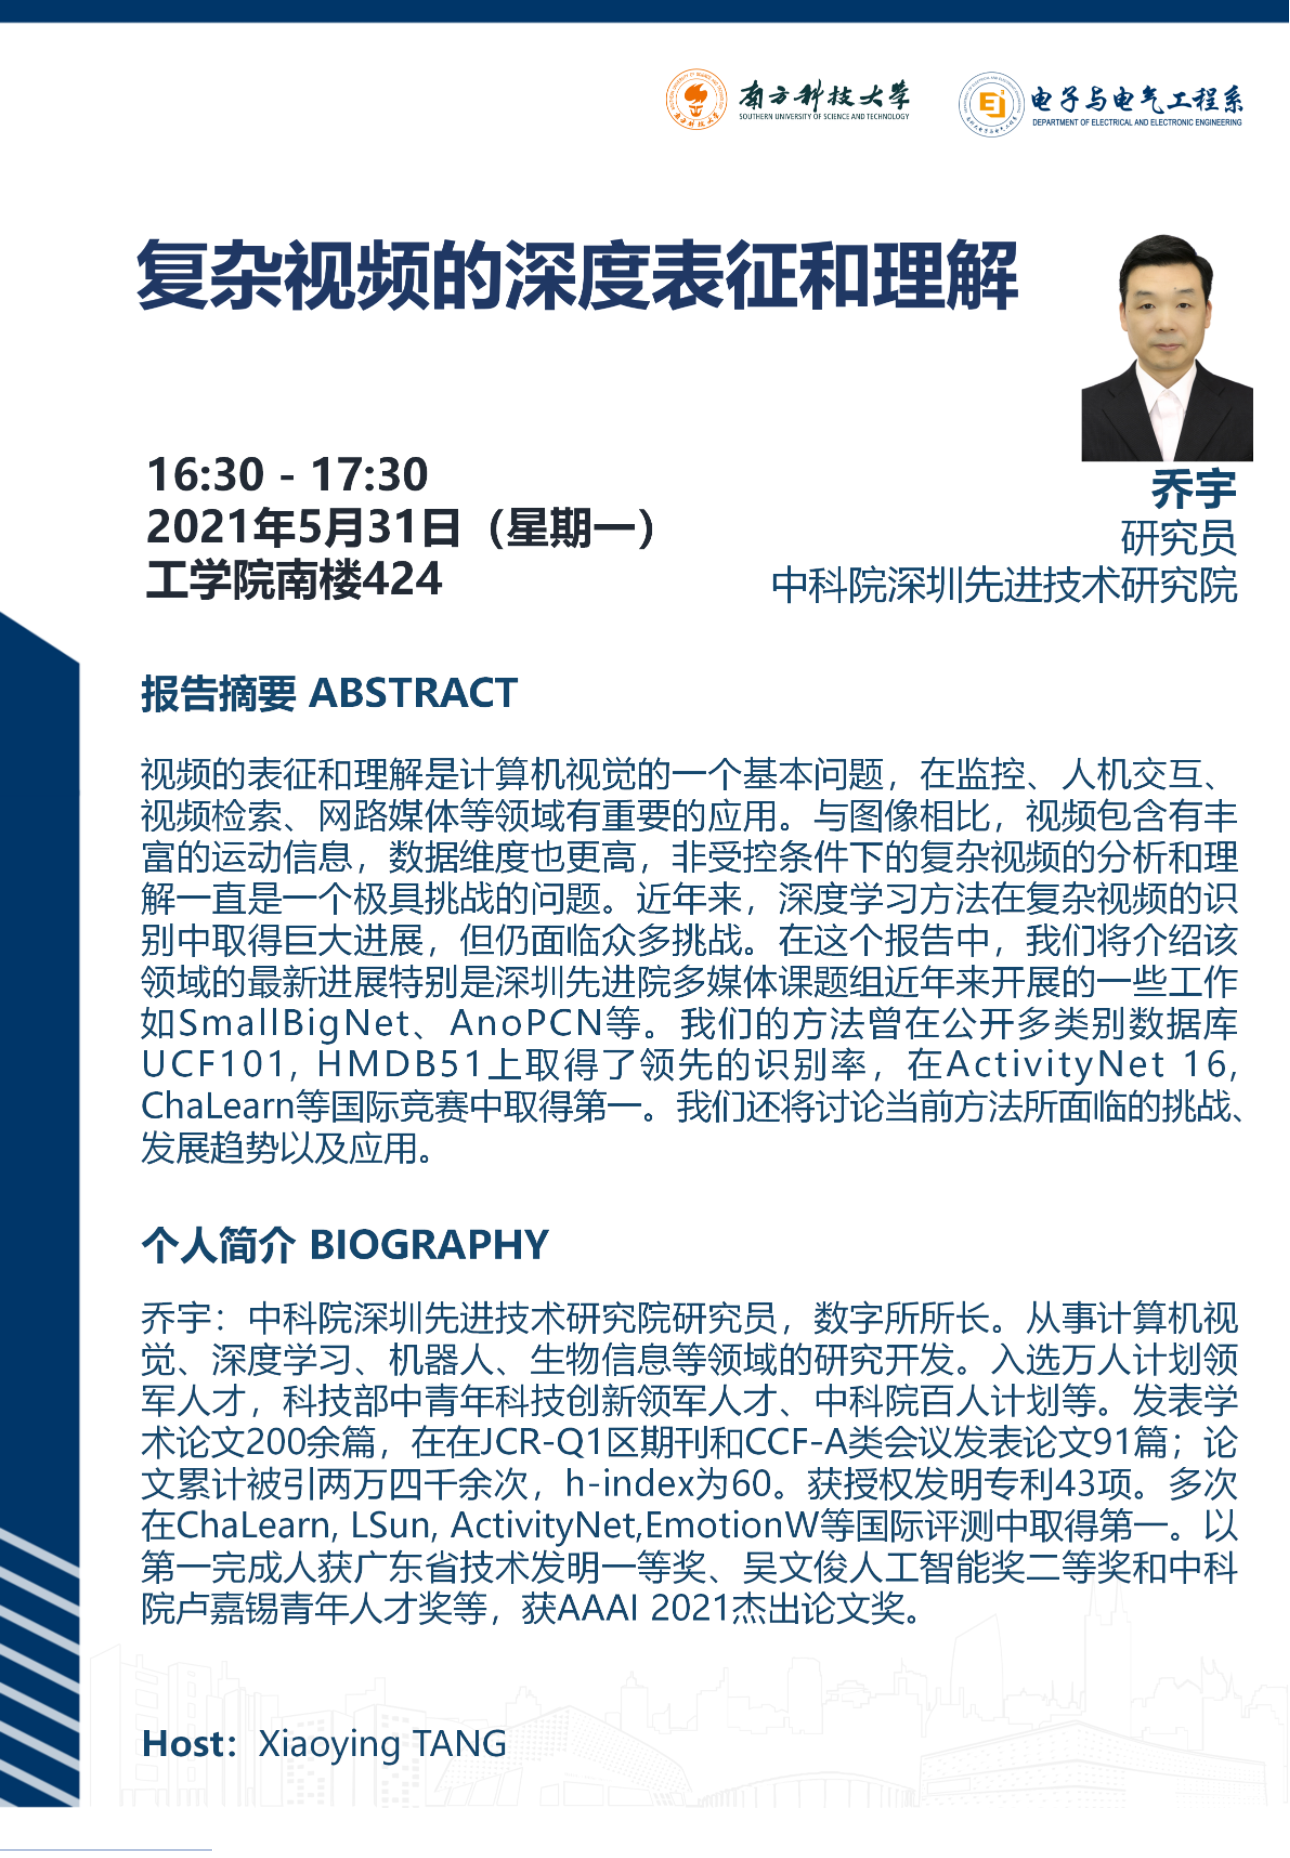 南方科技大学
SOUTHERN UNIVERSITY OF SCIENCE AND TECHNOLOGY
电子与电气工程系
DEPARTMENT OF ELECTRICAL AND ELECTRONIC ENGINEERING
复杂视频的深度表征和理解
16:30 - 17:30
2021年5月31日（星期一）
工学院南楼424
乔宇
研究员
中科院深圳先进技术研究院
报告摘要 ABSTRACT
视频的表征和理解是计算机视觉的一个基本问题，在监控、人机交互、
视频检索、网路媒体等领域有重要的应用。与图像相比，视频包含有丰
富的运动信息，数据维度也更高，非受控条件下的复杂视频的分析和理
解一直是一个极具挑战的问题。近年来，深度学习方法在复杂视频的识
别中取得巨大进展，但仍面临众多挑战。在这个报告中，我们将介绍该
领域的最新进展特别是深圳先进院多媒体课题组近年来开展的一些工作
如SmallBigNet、AnoPCN等。我们的方法曾在公开多类别数据库
UCF101, HMDB51上取得了领先的识别率，在ActivityNet 16,
ChaLearn等国际竞赛中取得第一。我们还将讨论当前方法所面临的挑战、
发展趋势以及应用。
个人简介 BIOGRAPHY
乔宇：中科院深圳先进技术研究院研究员，数字所所长。从事计算机视
觉、深度学习、机器人、生物信息等领域的研究开发。入选万人计划领
军人才，科技部中青年科技创新领军人才、中科院百人计划等。发表学
术论文200余篇，在在JCR-Q1区期刊和CCF-A类会议发表论文91篇；论
文累计被引两万四千余次，h-index为60。获授权发明专利43项。多次
在ChaLearn, LSun, ActivityNet,EmotionW等国际评测中取得第一。以
第一完成人获广东省技术发明一等奖、吴文俊人工智能奖二等奖和中科
院卢嘉锡青年人才奖等，获AAAI 2021杰出论文奖。
Host：Xiaoying TANG